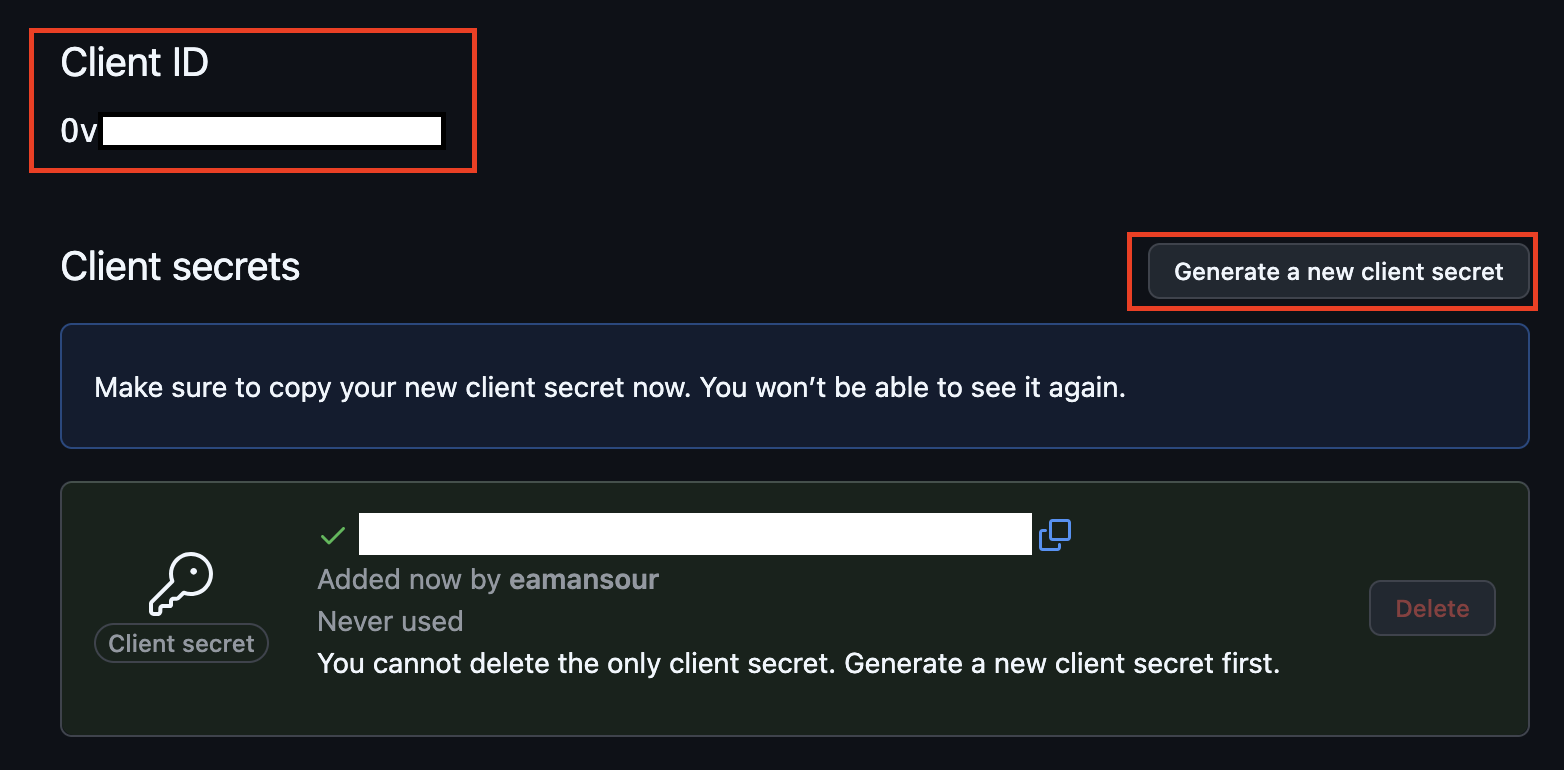 Client ID
0v
Client secrets
Generate a new client secret
Make sure to copy your new client secret now. You won’t be able to see it again.
Added now by eamansour
Never used
You cannot delete the only client secret. Generate a new client secret first.
Client secret
Delete